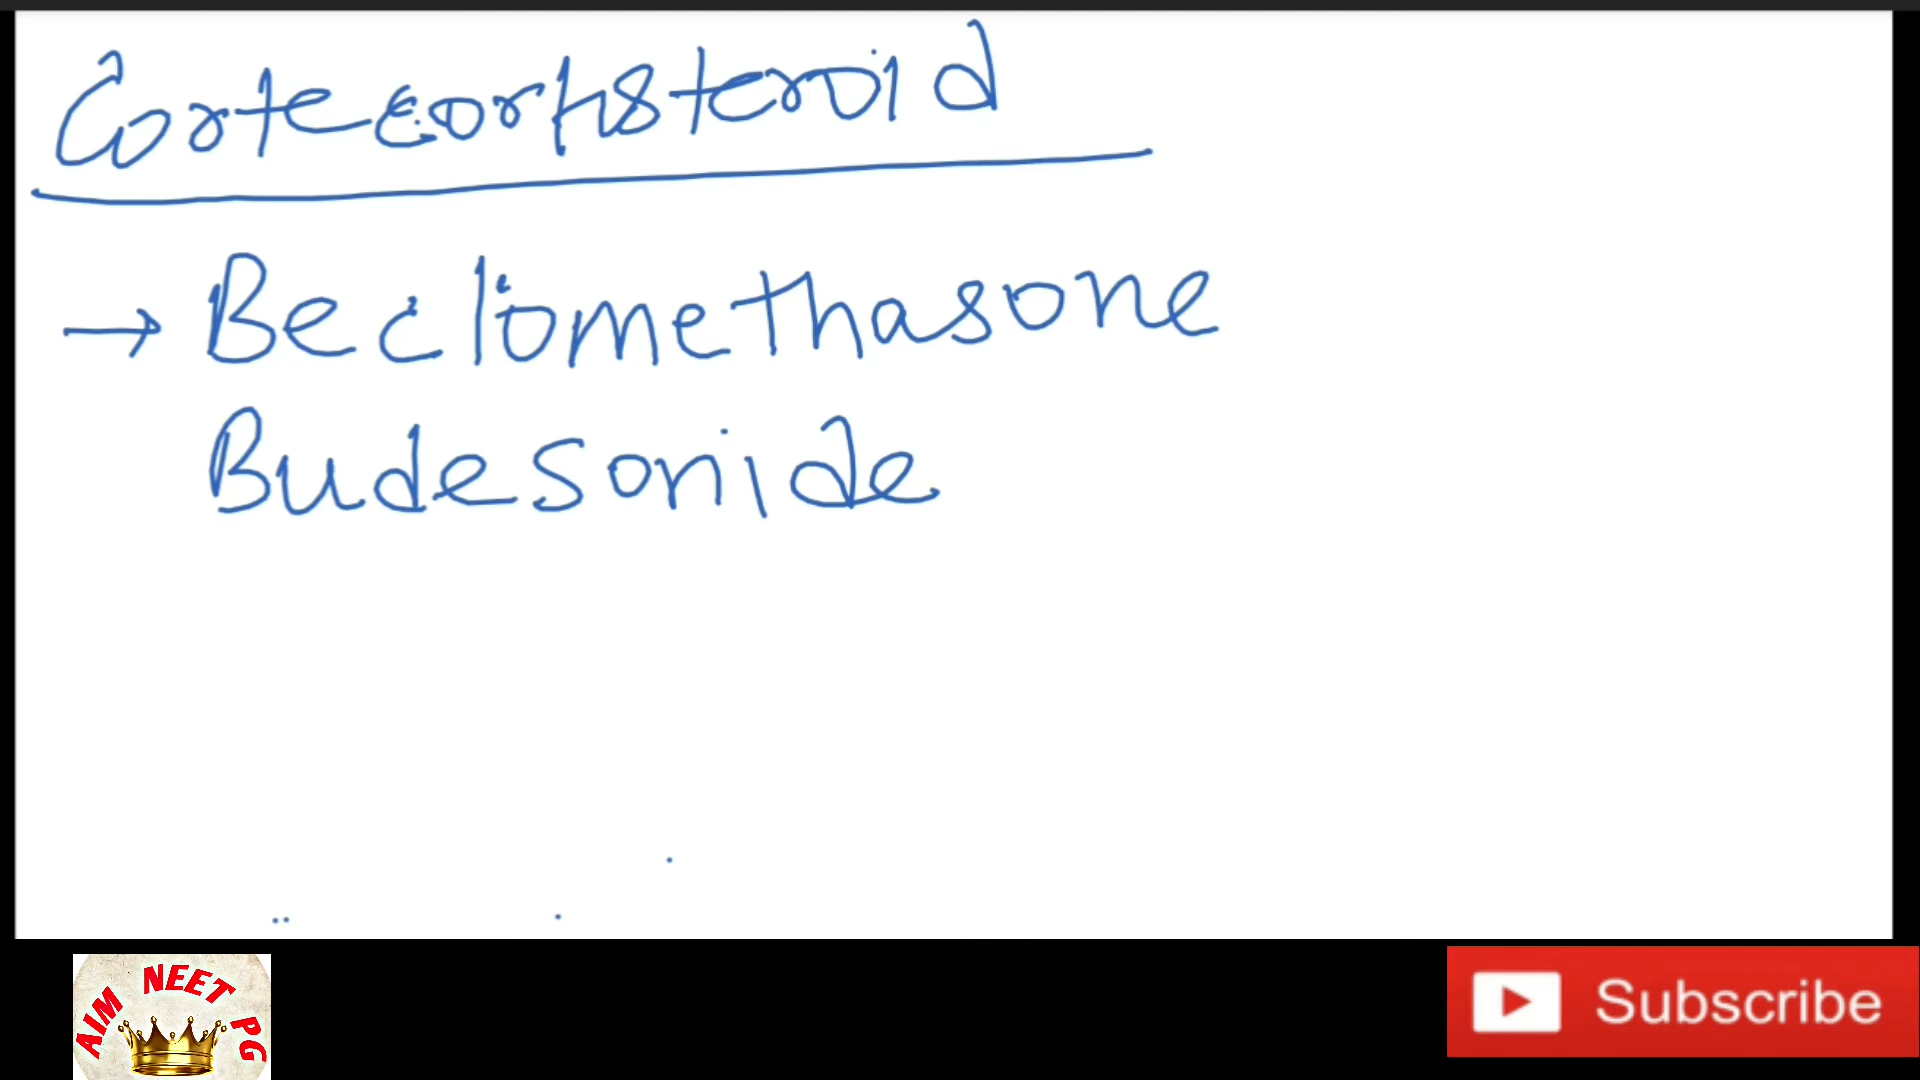 Cortecortisteroid
→ Beclomethasone
Budesonide
AIM NEET PG
Subscribe